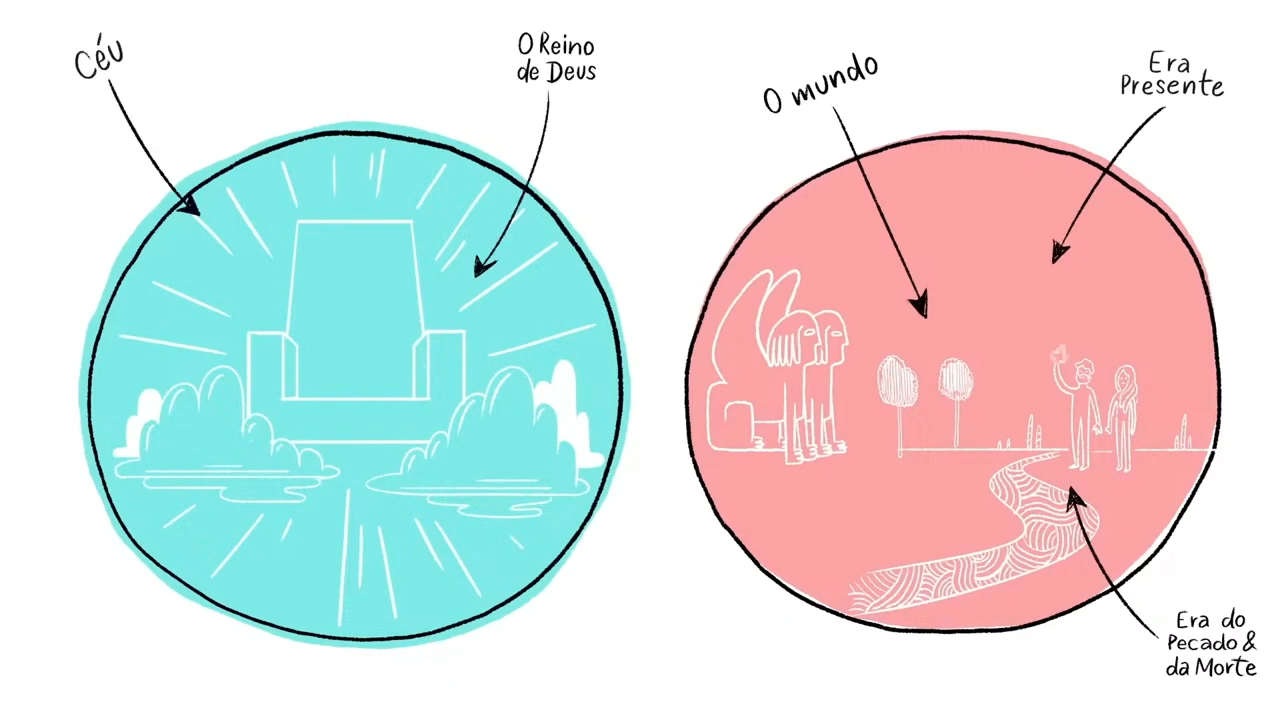 Céu
O Reino
de Deus
O mundo
Era
Presente
Era do
Pecado &
da Morte